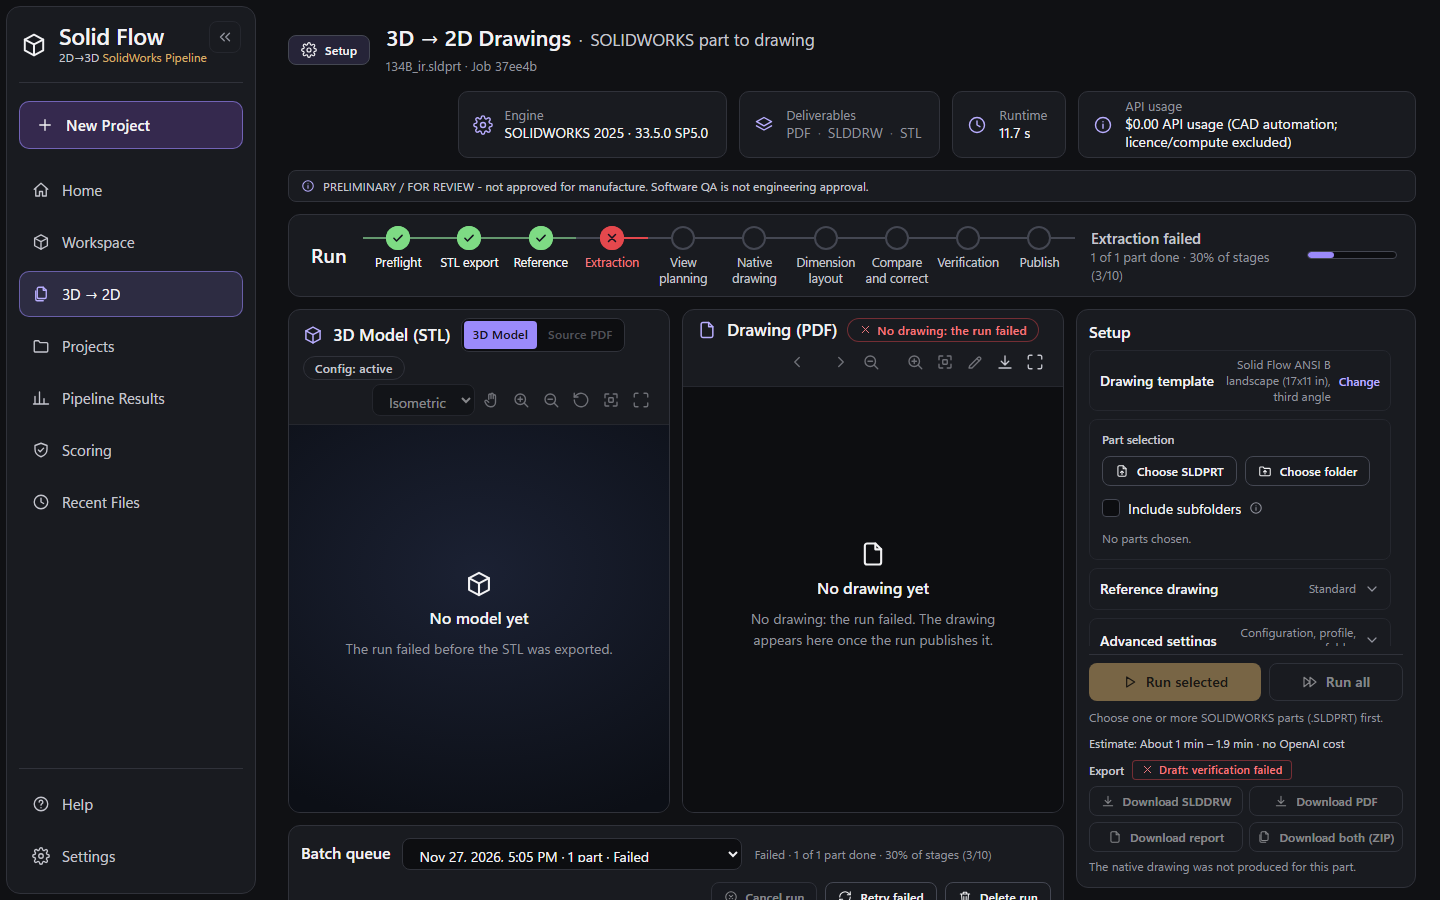 Solid Flow
2D→3D SolidWorks Pipeline
New Project
Home
Workspace
3D → 2D
Projects
Pipeline Results
Scoring
Recent Files
Help
Settings
Setup
3D → 2D Drawings · SOLIDWORKS part to drawing
134B_ir.sldprt · Job 37ee4b
Engine
SOLIDWORKS 2025 · 33.5.0 SP5.0
Deliverables
PDF · SLDDRW · STL
Runtime
11.7 s
API usage
$0.00 API usage (CAD automation;
licence/compute excluded)
PRELIMINARY / FOR REVIEW - not approved for manufacture. Software QA is not engineering approval.
Run
Preflight
STL export
Reference
Extraction
View
planning
Native
drawing
Dimension
layout
Compare
and correct
Verification
Publish
Extraction failed
1 of 1 part done · 30% of stages
(3/10)
3D Model (STL)
3D Model
Source PDF
Config: active
Isometric
No model yet
The run failed before the STL was exported.
Drawing (PDF)
No drawing: the run failed
No drawing yet
No drawing: the run failed. The drawing
appears here once the run publishes it.
Setup
Drawing template
Solid Flow ANSI B
landscape (17x11 in),
third angle
Change
Part selection
Choose SLDPRT
Choose folder
Include subfolders
No parts chosen.
Reference drawing
Standard
Advanced settings
Configuration, profile,
Run selected
Run all
Choose one or more SOLIDWORKS parts (.SLDPRT) first.
Estimate: About 1 min – 1.9 min · no OpenAI cost
Export
Draft: verification failed
Download SLDDRW
Download PDF
Download report
Download both (ZIP)
The native drawing was not produced for this part.
Batch queue
Nov 27, 2026, 5:05 PM · 1 part · Failed
Failed · 1 of 1 part done · 30% of stages (3/10)
Cancel run
Retry failed
Delete run